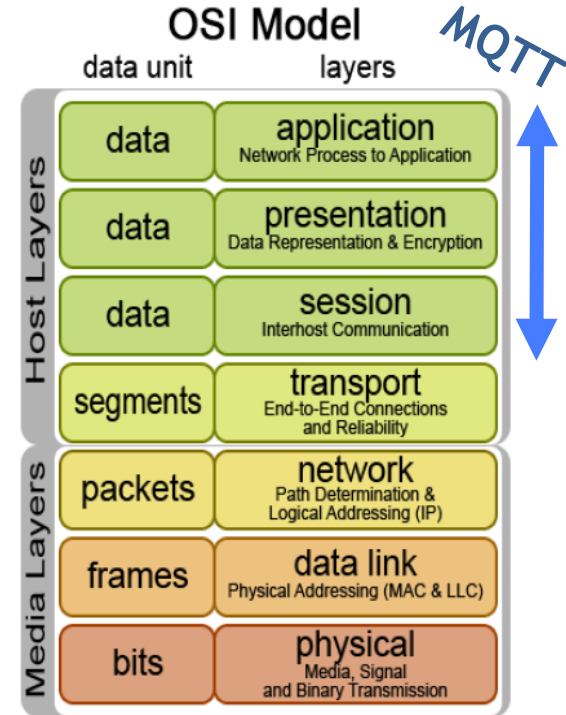 OSI Model
MQTT
data unit
layers
Host Layers
data
application
Network Process to Application
data
presentation
Data Representation & Encryption
data
session
Interhost Communication
segments
transport
End-to-End Connections
and Reliability
Media Layers
packets
network
Path Determination &
Logical Addressing (IP)
frames
data link
Physical Addressing (MAC & LLC)
bits
physical
Media, Signal
and Binary Transmission